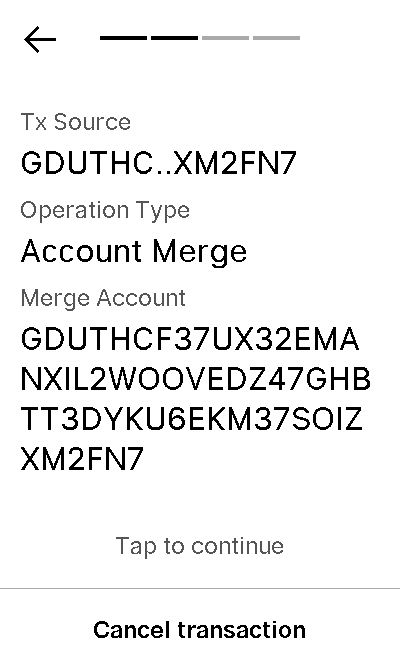 Tx Source
GDUTHC..XM2FN7
Operation Type
Account Merge
Merge Account
GDUTHCF37UX32EMA
NXIL2WOOVEDZ47GHB
TT3DYKU6EKM37SOIZ
XM2FN7
Tap to continue
Cancel transaction